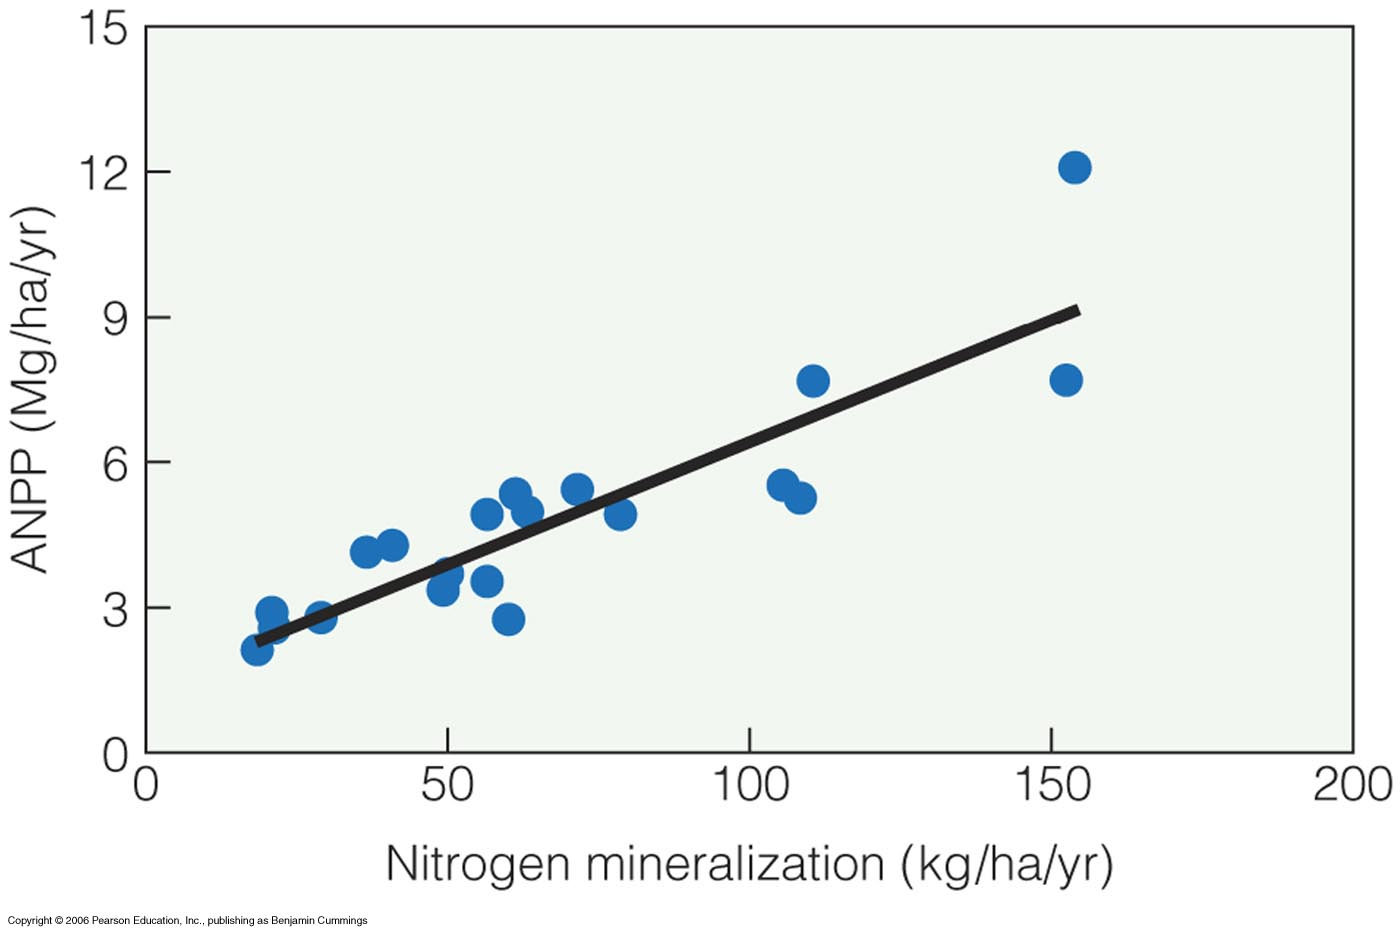 15
12
9
6
3
0
ANPP (Mg/ha/yr)
0 50 100 150 200
Nitrogen mineralization (kg/ha/yr)
Copyright © 2006 Pearson Education, Inc., publishing as Benjamin Cummings